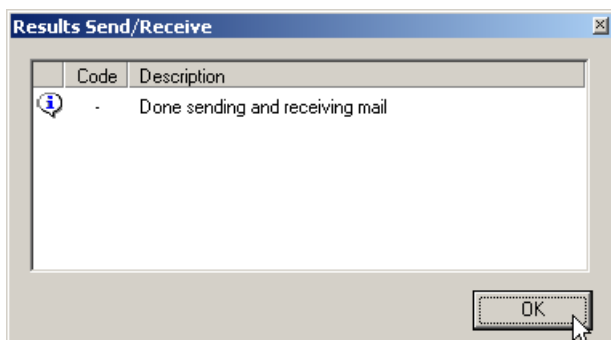 Results Send/Receive
Code Description
- Done sending and receiving mail
OK